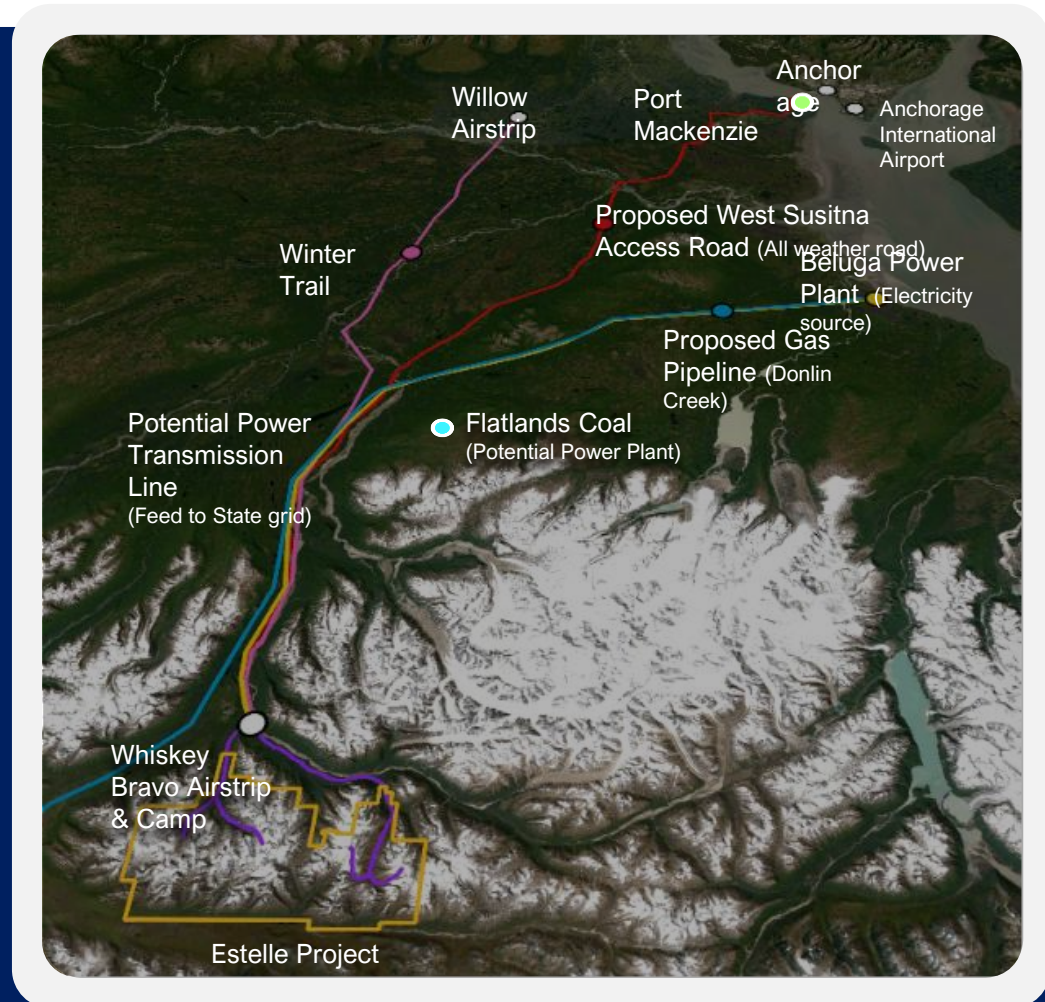 Anchor
age
Willow
Airstrip
Port
Mackenzie
Anchorage
International
Airport
Proposed West Susitna
Access Road (All weather road)
Winter
Trail
Beluga Power
Plant (Electricity
source)
Proposed Gas
Pipeline (Donlin
Creek)
Potential Power
Transmission
Line
(Feed to State grid)
Flatlands Coal
(Potential Power Plant)
Whiskey
Bravo Airstrip
& Camp
Estelle Project